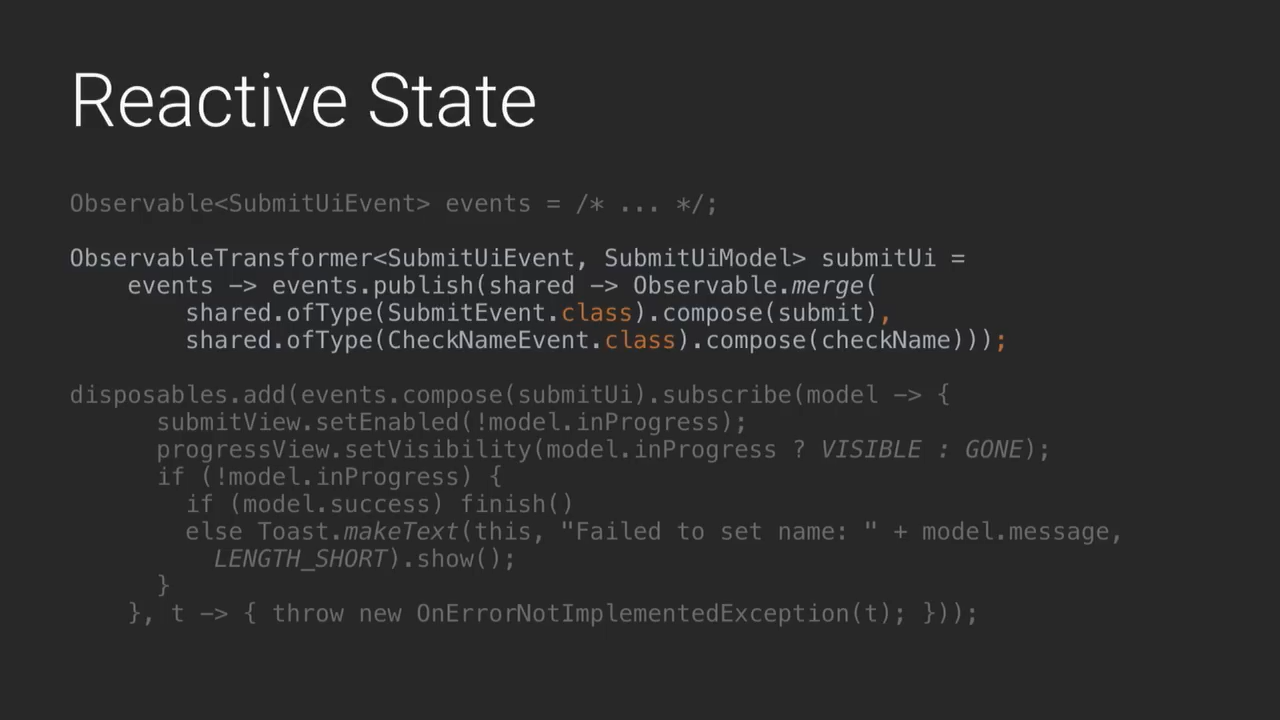 Reactive State
Observable<SubmitUiEvent> events = /* ... */;
ObservableTransformer<SubmitUiEvent, SubmitUiModel> submitUi =
    events -> events.publish(shared -> Observable.merge(
        shared.ofType(SubmitEvent.class).compose(submit),
        shared.ofType(CheckNameEvent.class).compose(checkName)));
disposables.add(events.compose(submitUi).subscribe(model -> {
      submitView.setEnabled(!model.inProgress);
      progressView.setVisibility(model.inProgress ? VISIBLE : GONE);
      if (!model.inProgress) {
        if (model.success) finish()
        else Toast.makeText(this, "Failed to set name: " + model.message,
          LENGTH_SHORT).show();
      }
    }, t -> { throw new OnErrorNotImplementedException(t); }));